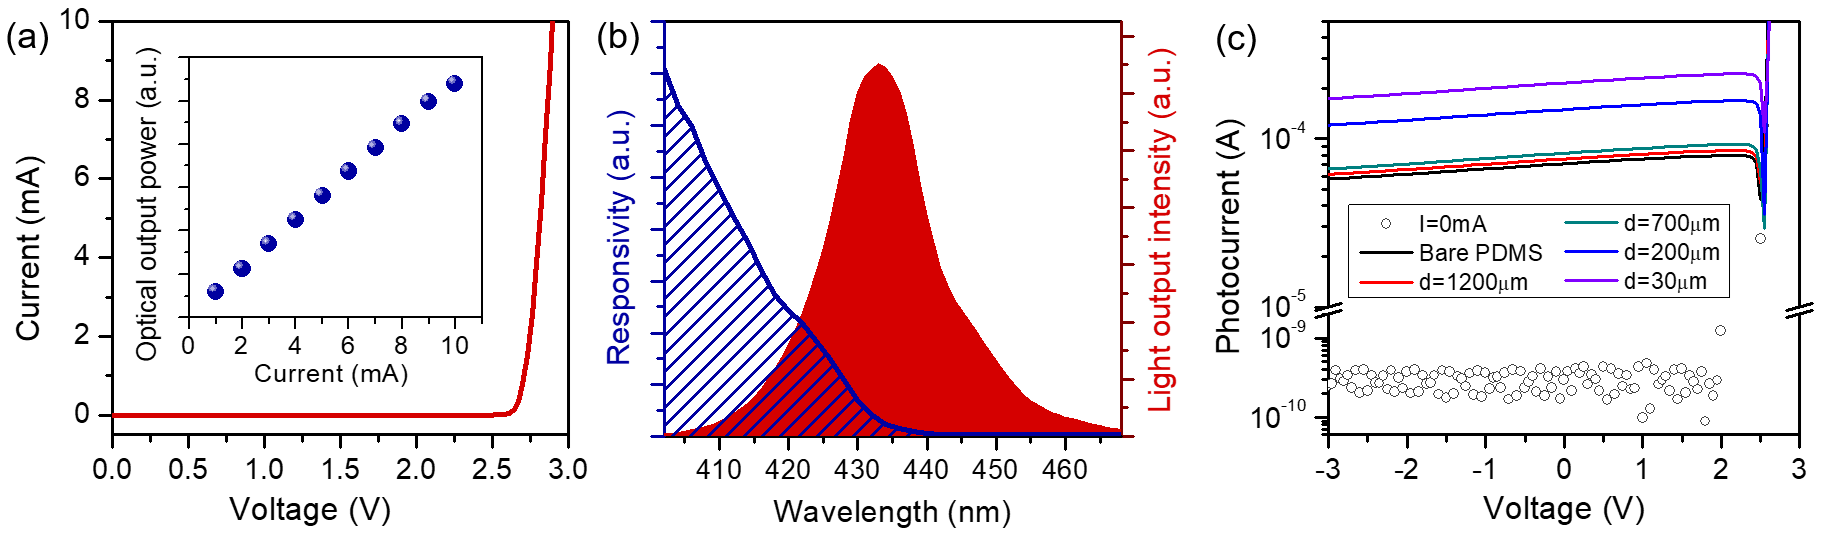 (a)
10
8
6
4
2
0
Current (mA)
0.0 0.5 1.0 1.5 2.0 2.5 3.0
Voltage (V)
Optical output power (a.u.)
0 2 4 6 8 10
Current (mA)
(b)
Responsivity (a.u.)
Light output intensity (a.u.)
410 420 430 440 450 460
Wavelength (nm)
(c)
Photocurrent (A)
10⁻⁴
10⁻⁵
10⁻⁹
10⁻¹⁰
I=0mA
Bare PDMS
d=1200μm
d=700μm
d=200μm
d=30μm
-3 -2 -1 0 1 2 3
Voltage (V)